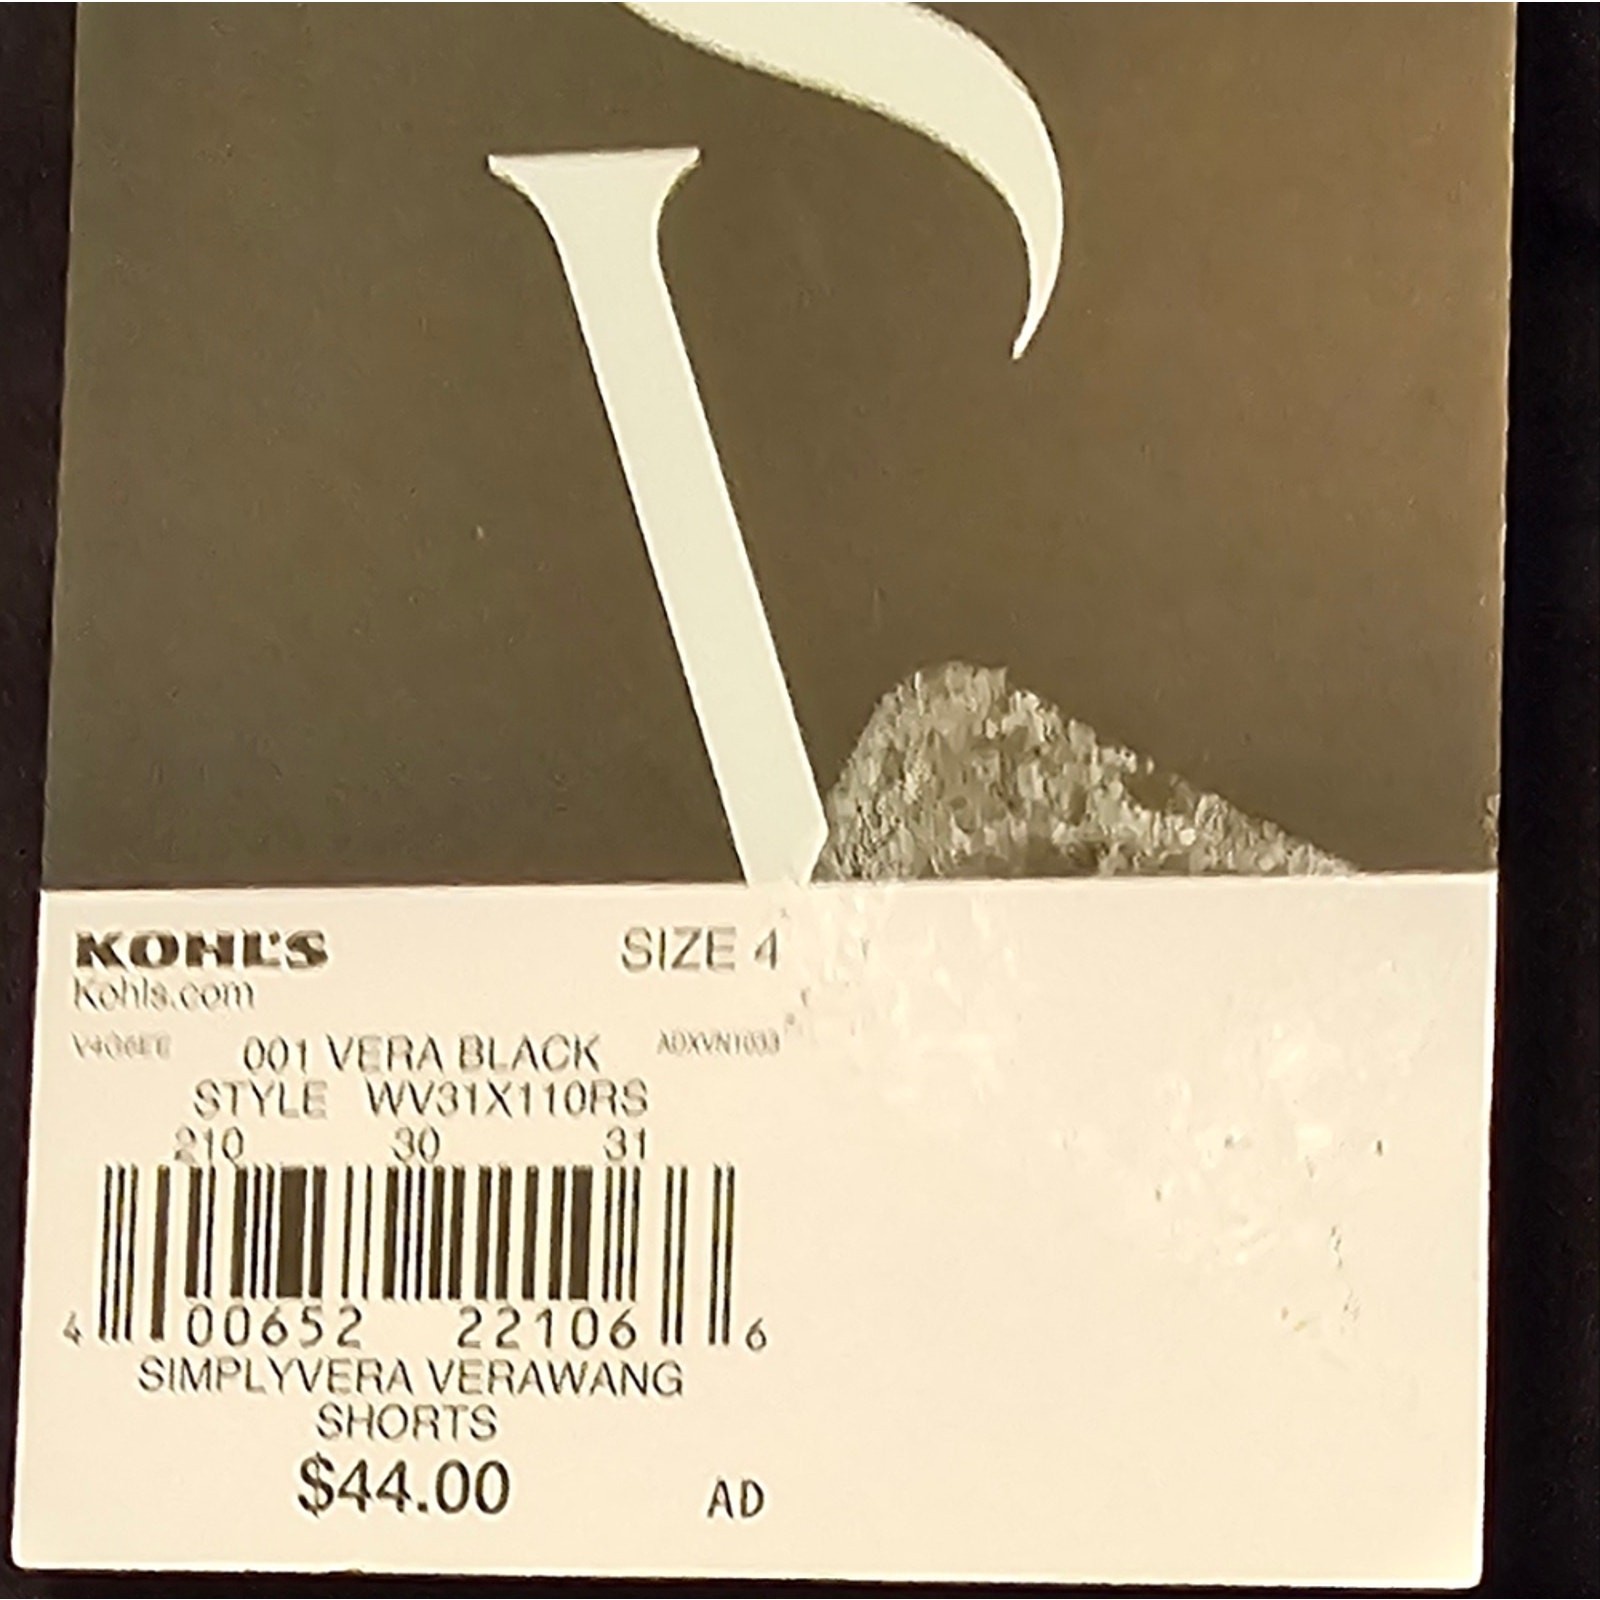 KOHL'S SIZE 4
Kohls.com
001 VERA BLACK ADXVN1033
STYLE WV31X110RS
210 30 31
4 00652 22106 6
SIMPLYVERA VERAWANG
SHORTS
$44.00 AD